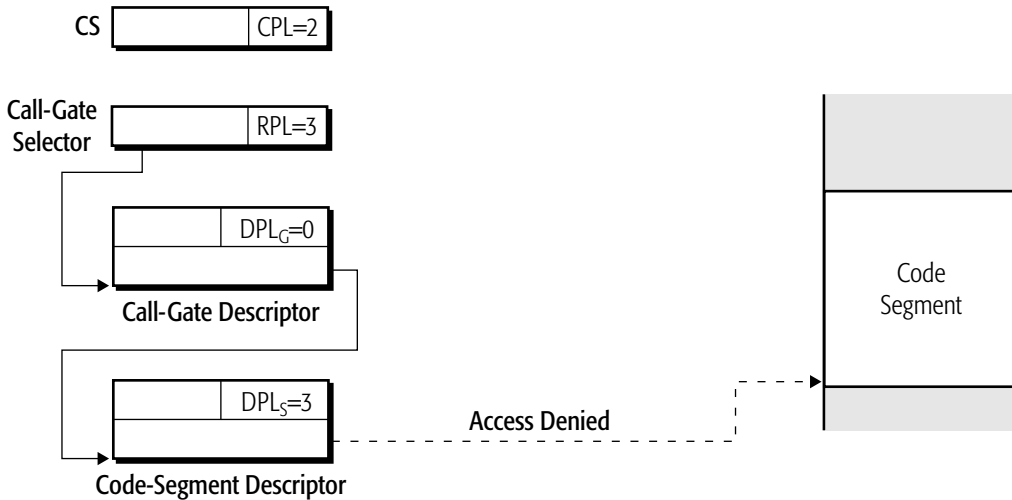 CS
CPL=2
Call-Gate
Selector
RPL=3
DPLG=0
Call-Gate Descriptor
Code
Segment
DPLS=3
Access Denied
Code-Segment Descriptor